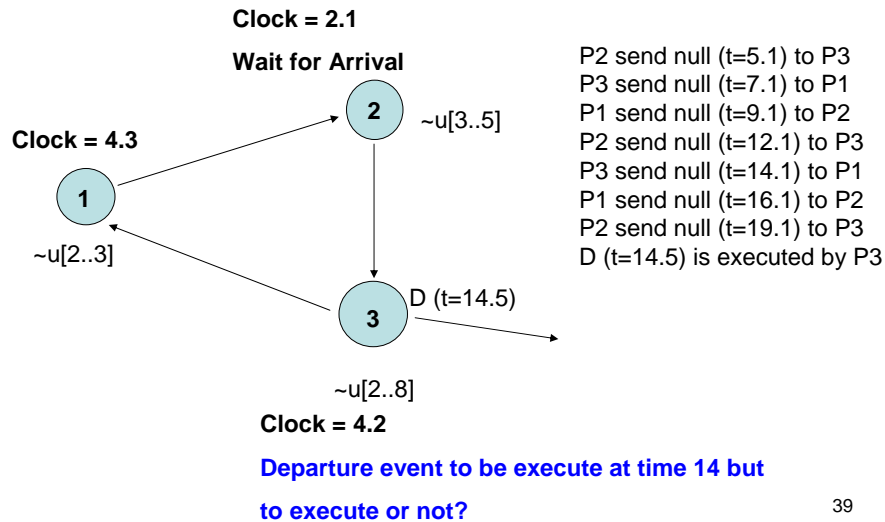 Clock = 2.1
Wait for Arrival
2
~u[3..5]
Clock = 4.3
1
~u[2..3]
D (t=14.5)
3
~u[2..8]
Clock = 4.2
Departure event to be execute at time 14 but
to execute or not?
P2 send null (t=5.1) to P3
P3 send null (t=7.1) to P1
P1 send null (t=9.1) to P2
P2 send null (t=12.1) to P3
P3 send null (t=14.1) to P1
P1 send null (t=16.1) to P2
P2 send null (t=19.1) to P3
D (t=14.5) is executed by P3
39